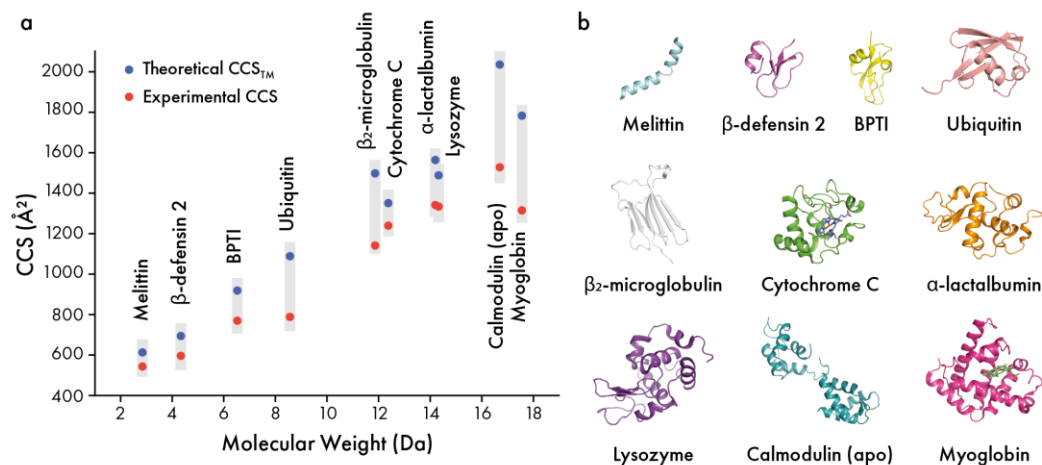 a
b
Theoretical CCS_TM
Experimental CCS
CCS (Å²)
2000
1800
1600
1400
1200
1000
800
600
400
2
4
6
8
10
12
14
16
18
Molecular Weight (Da)
Melittin
β-defensin 2
BPTI
Ubiquitin
β₂-microglobulin
Cytochrome C
α-lactalbumin
Lysozyme
Calmodulin (apo)
Myoglobin
Melittin
β-defensin 2
BPTI
Ubiquitin
β₂-microglobulin
Cytochrome C
α-lactalbumin
Lysozyme
Calmodulin (apo)
Myoglobin